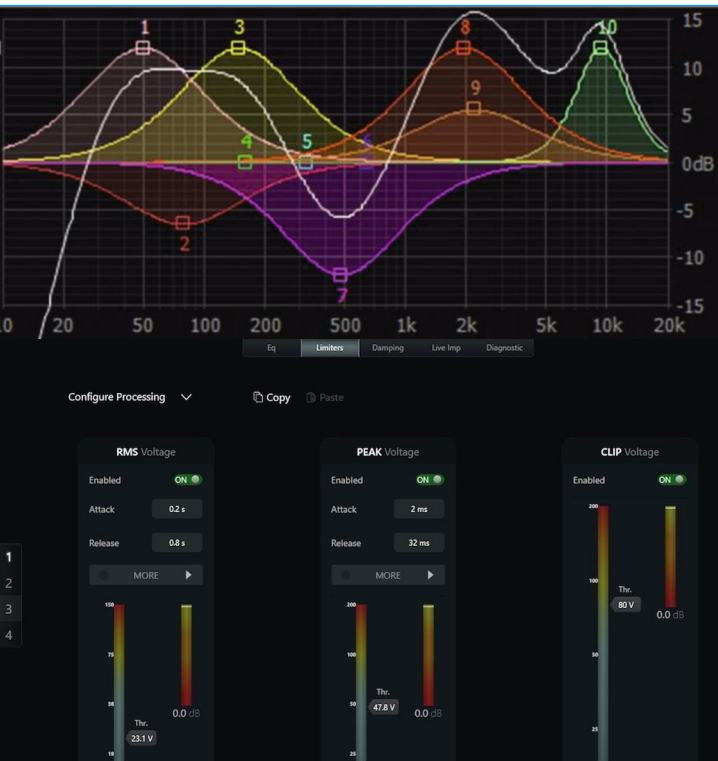 1 3 8 10 15
10
9 5
4 5 6
0dB
2 -5
-10
7
-15
10 20 50 100 200 500 1k 2k 5k 10k 20k
Eq Limiters Damping Live Imp Diagnostic
Configure Processing Copy Paste
RMS Voltage PEAK Voltage CLIP Voltage
Enabled ON Enabled ON Enabled ON
Attack 0.2 s Attack 2 ms
200
Release 0.8 s Release 32 ms
1
MORE MORE
2 100
Thr.
3 150 200 80 V
0.0 dB
4
75 100 50
Thr.
38 50 47.8 V
0.0 dB 0.0 dB
Thr. 25
23.1 V
19 25